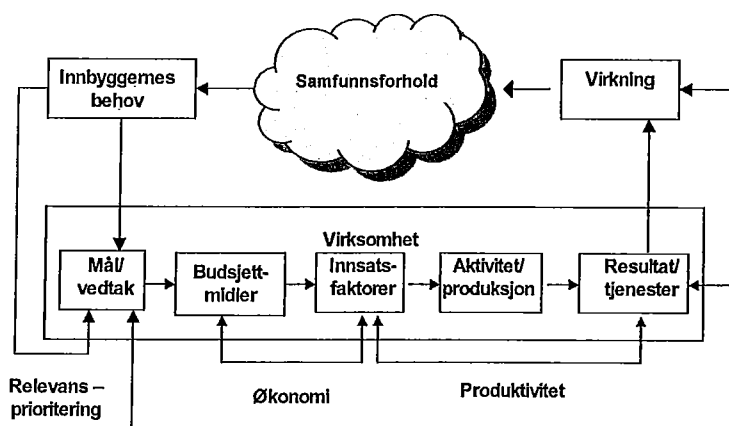 Innbyggernes
behov
Samfunnsforhold
Virkning
Virksomhet
Mål/
vedtak
Budsjett-
midler
Innsats-
faktorer
Aktivitet/
produksjon
Resultat/
tjenester
Relevans –
prioritering
Økonomi
Produktivitet